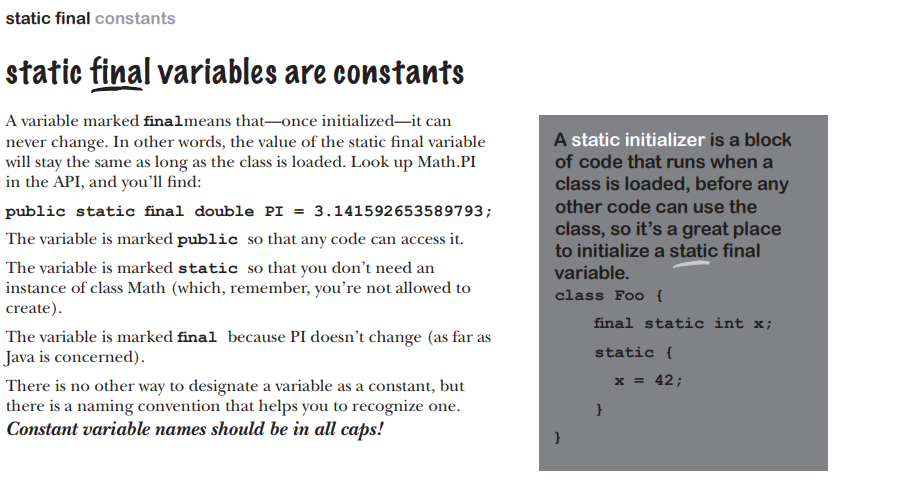 static final constants
static final variables are constants
A variable marked final means that—once initialized—it can
never change. In other words, the value of the static final variable
will stay the same as long as the class is loaded. Look up Math.PI
in the API, and you’ll find:
public static final double PI = 3.141592653589793;
The variable is marked public so that any code can access it.
The variable is marked static so that you don’t need an
instance of class Math (which, remember, you’re not allowed to
create).
The variable is marked final because PI doesn’t change (as far as
Java is concerned).
There is no other way to designate a variable as a constant, but
there is a naming convention that helps you to recognize one.
Constant variable names should be in all caps!
A static initializer is a block
of code that runs when a
class is loaded, before any
other code can use the
class, so it’s a great place
to initialize a static final
variable.
class Foo {
final static int x;
static {
x = 42;
}
}